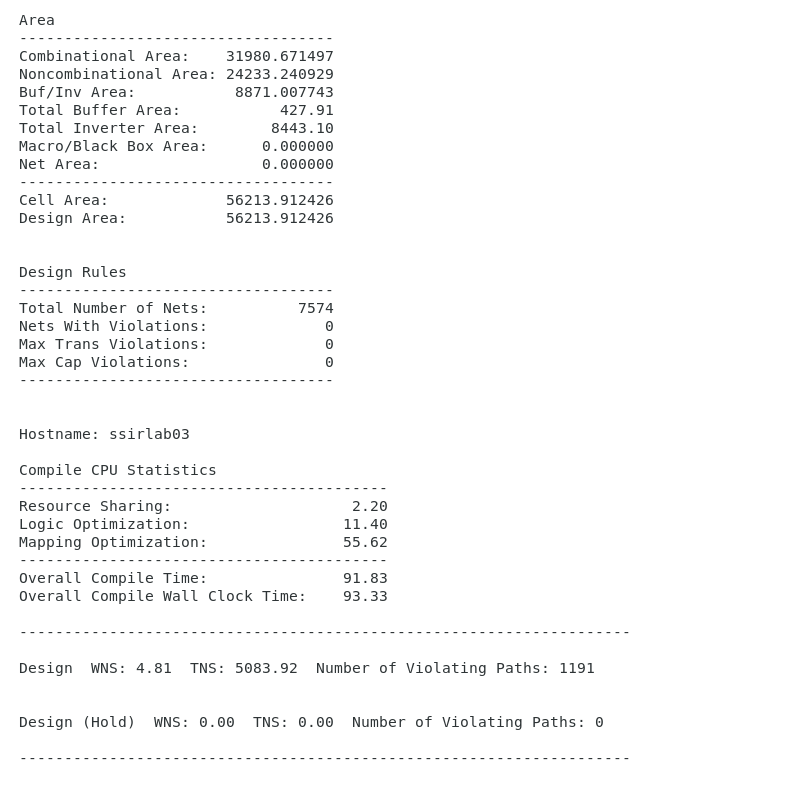 Area
-----------------------------------
Combinational Area:    31980.671497
Noncombinational Area: 24233.240929
Buf/Inv Area:           8871.007743
Total Buffer Area:           427.91
Total Inverter Area:        8443.10
Macro/Black Box Area:      0.000000
Net Area:                  0.000000
-----------------------------------
Cell Area:             56213.912426
Design Area:           56213.912426
Design Rules
-----------------------------------
Total Number of Nets:          7574
Nets With Violations:             0
Max Trans Violations:             0
Max Cap Violations:               0
-----------------------------------
Hostname: ssirlab03
Compile CPU Statistics
-----------------------------------------
Resource Sharing:                    2.20
Logic Optimization:                 11.40
Mapping Optimization:               55.62
-----------------------------------------
Overall Compile Time:               91.83
Overall Compile Wall Clock Time:    93.33
--------------------------------------------------------------------
Design  WNS: 4.81  TNS: 5083.92  Number of Violating Paths: 1191
Design (Hold)  WNS: 0.00  TNS: 0.00  Number of Violating Paths: 0
--------------------------------------------------------------------